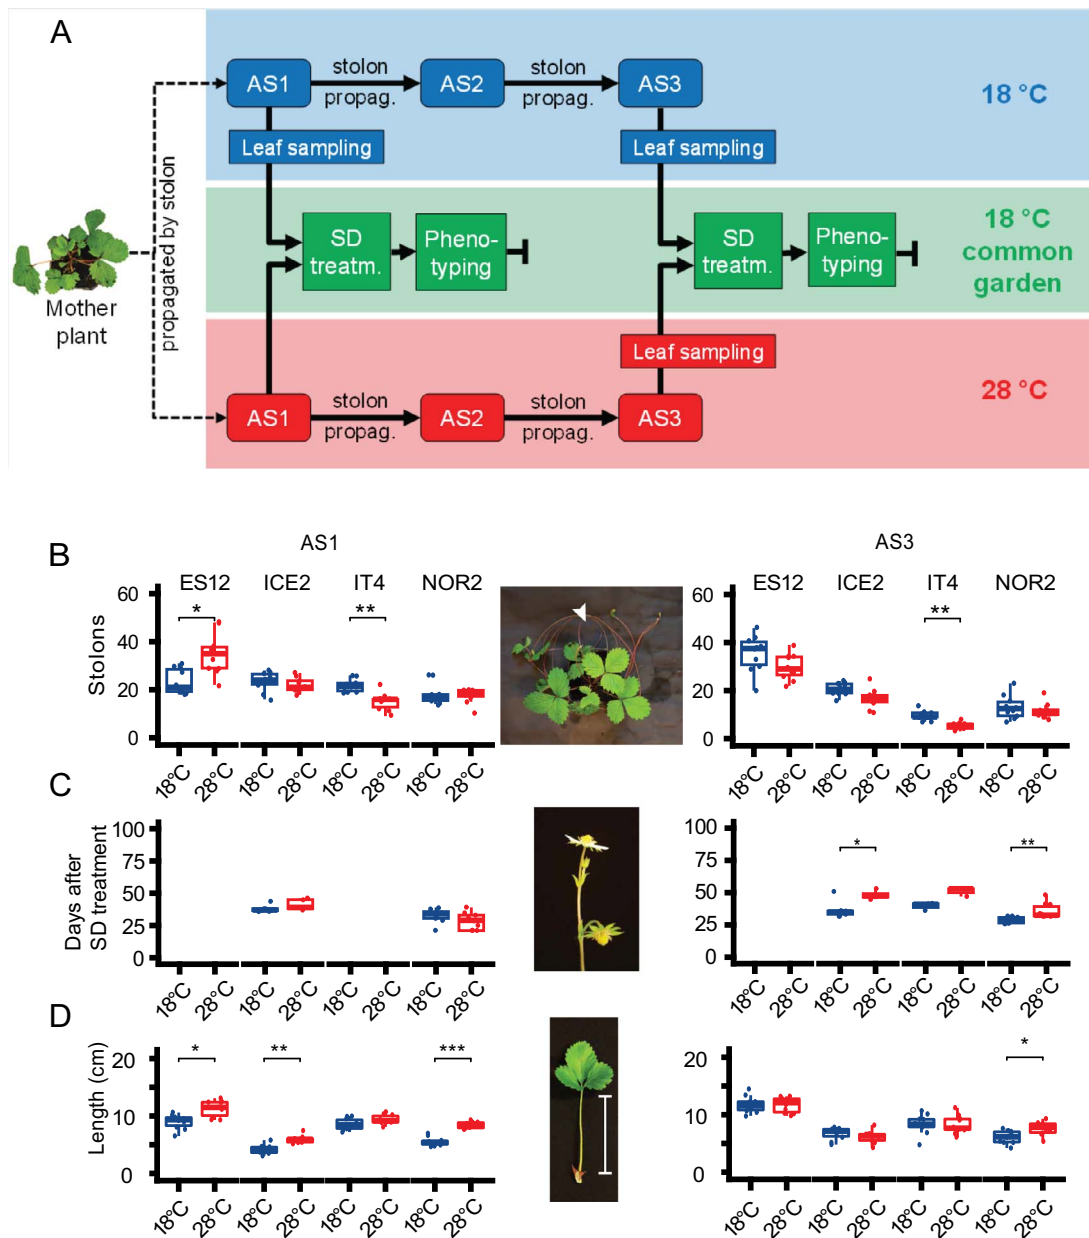 A
AS1
stolon
propag.
AS2
stolon
propag.
AS3
18 °C
Leaf sampling
Leaf sampling
propagated by stolon
Mother
plant
SD
treatm.
Pheno-
typing
SD
treatm.
Pheno-
typing
18 °C
common
garden
Leaf sampling
AS1
stolon
propag.
AS2
stolon
propag.
AS3
28 °C
B
AS1
AS3
ES12 ICE2 IT4 NOR2
ES12 ICE2 IT4 NOR2
Stolons
60
40
20
0
* **
60
40
20
0
**
18°C 28°C 18°C 28°C 18°C 28°C 18°C 28°C
18°C 28°C 18°C 28°C 18°C 28°C 18°C 28°C
C
Days after
SD treatment
100
75
50
25
0
100
75
50
25
0
* **
18°C 28°C 18°C 28°C 18°C 28°C 18°C 28°C
18°C 28°C 18°C 28°C 18°C 28°C 18°C 28°C
D
Length (cm)
20
10
0
* ** ***
20
10
0
*
18°C 28°C 18°C 28°C 18°C 28°C 18°C 28°C
18°C 28°C 18°C 28°C 18°C 28°C 18°C 28°C